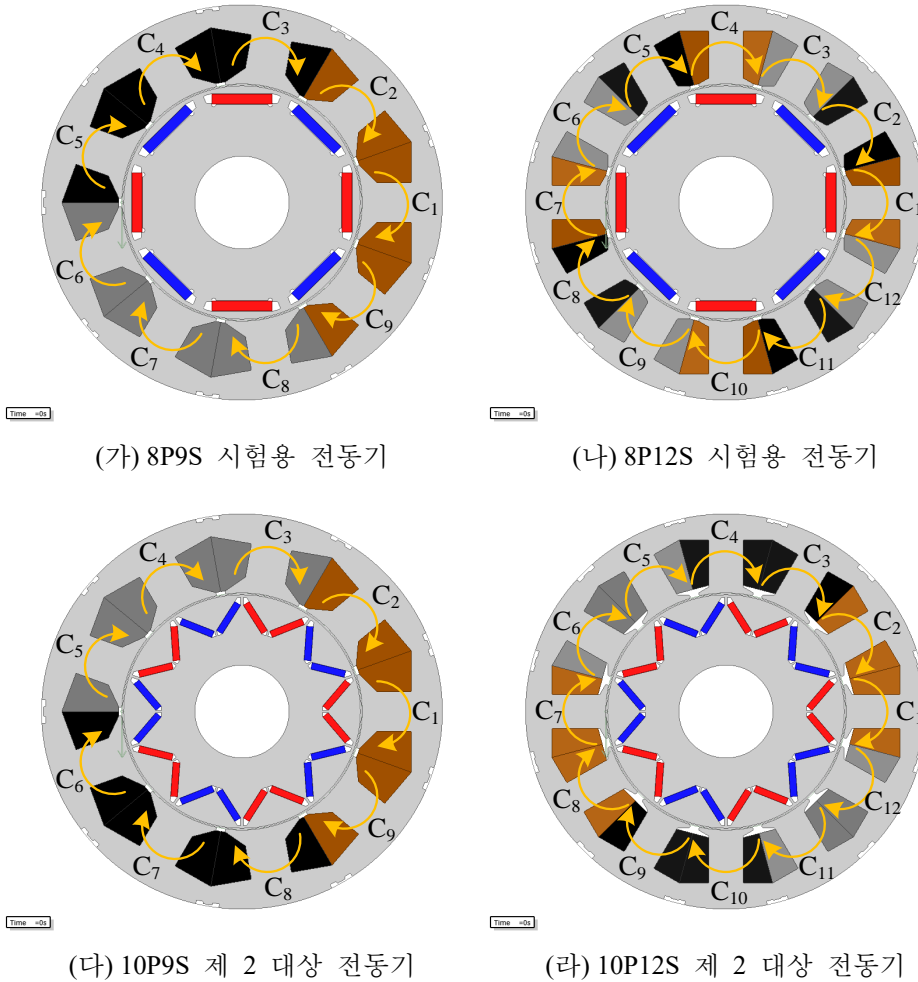 C4 C3 C2 C1 C9 C8 C7 C6 C5
C4 C3 C2 C1 C12 C11 C10 C9 C8 C7 C6 C5
Time =0s
Time =0s
(가) 8P9S 시험용 전동기
(나) 8P12S 시험용 전동기
C4 C3 C2 C1 C9 C8 C7 C6 C5
C4 C3 C2 C1 C12 C11 C10 C9 C8 C7 C6 C5
Time =0s
Time =0s
(다) 10P9S 제 2 대상 전동기
(라) 10P12S 제 2 대상 전동기